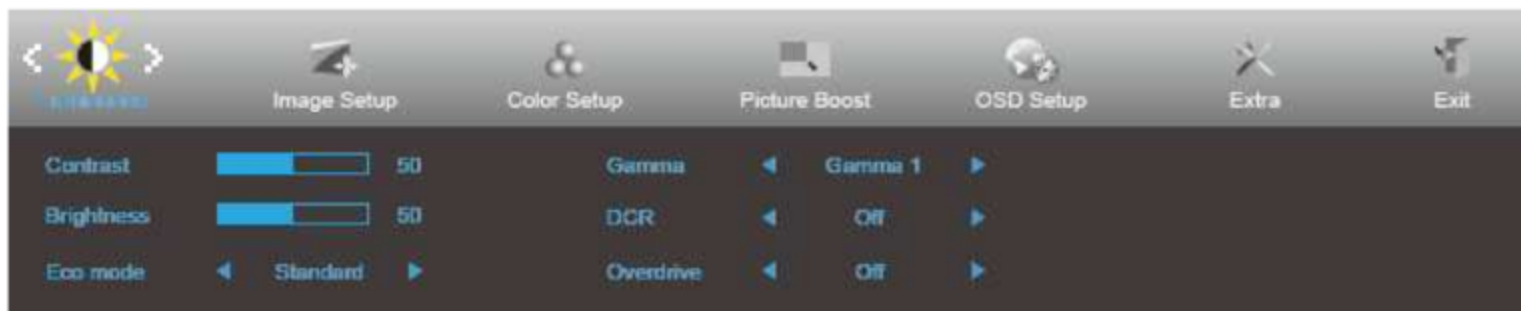 Image Setup
Color Setup
Picture Boost
OSD Setup
Extra
Exit
Contrast 50 Gamma Gamma 1
Brightness 50 DCR Off
Eco mode Standard Overdrive Off